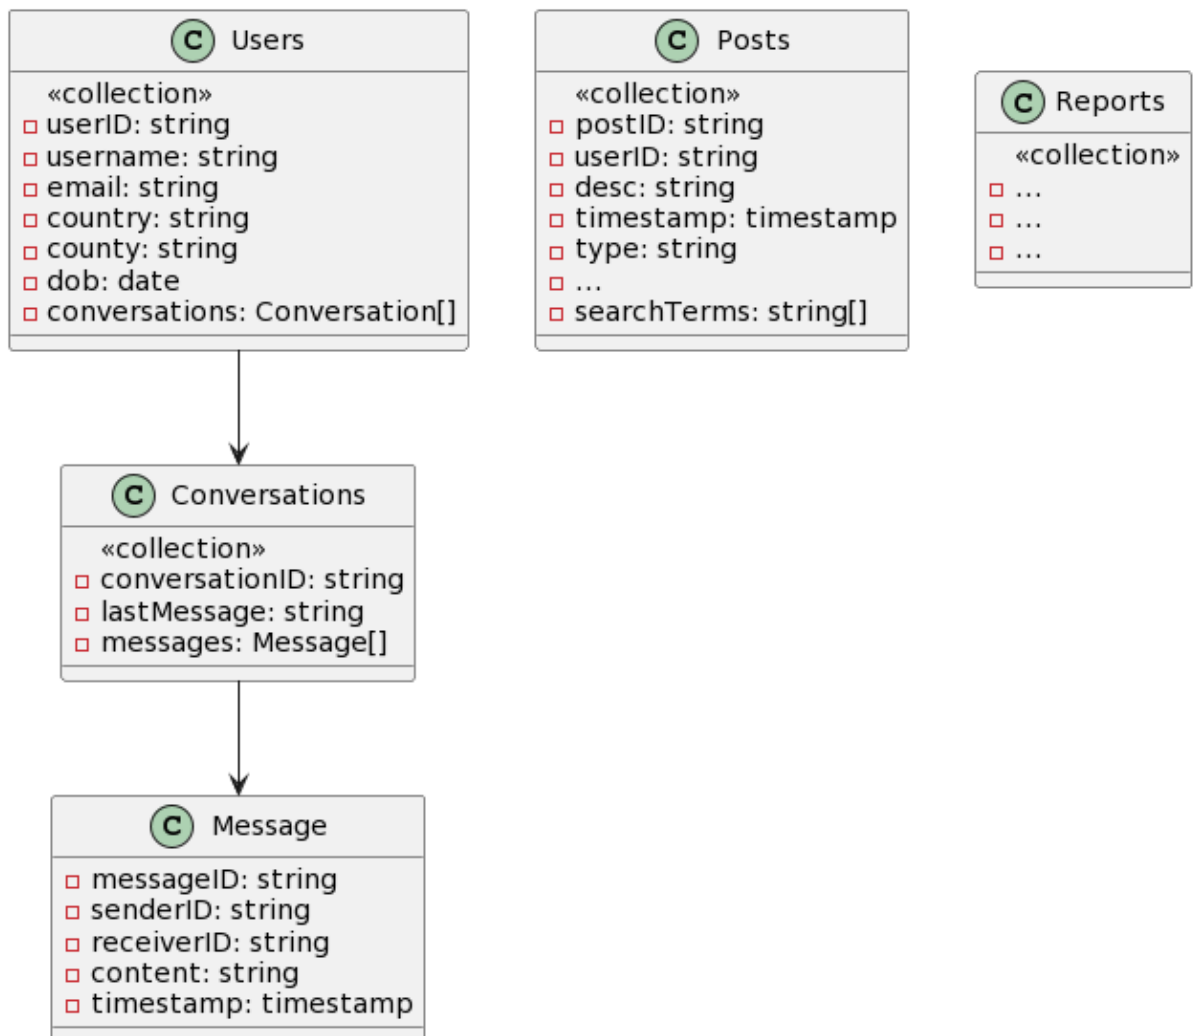 C Users
«collection»
userID: string
username: string
email: string
country: string
county: string
dob: date
conversations: Conversation[]
C Posts
«collection»
postID: string
userID: string
desc: string
timestamp: timestamp
type: string
...
searchTerms: string[]
C Reports
«collection»
...
...
...
C Conversations
«collection»
conversationID: string
lastMessage: string
messages: Message[]
C Message
messageID: string
senderID: string
receiverID: string
content: string
timestamp: timestamp